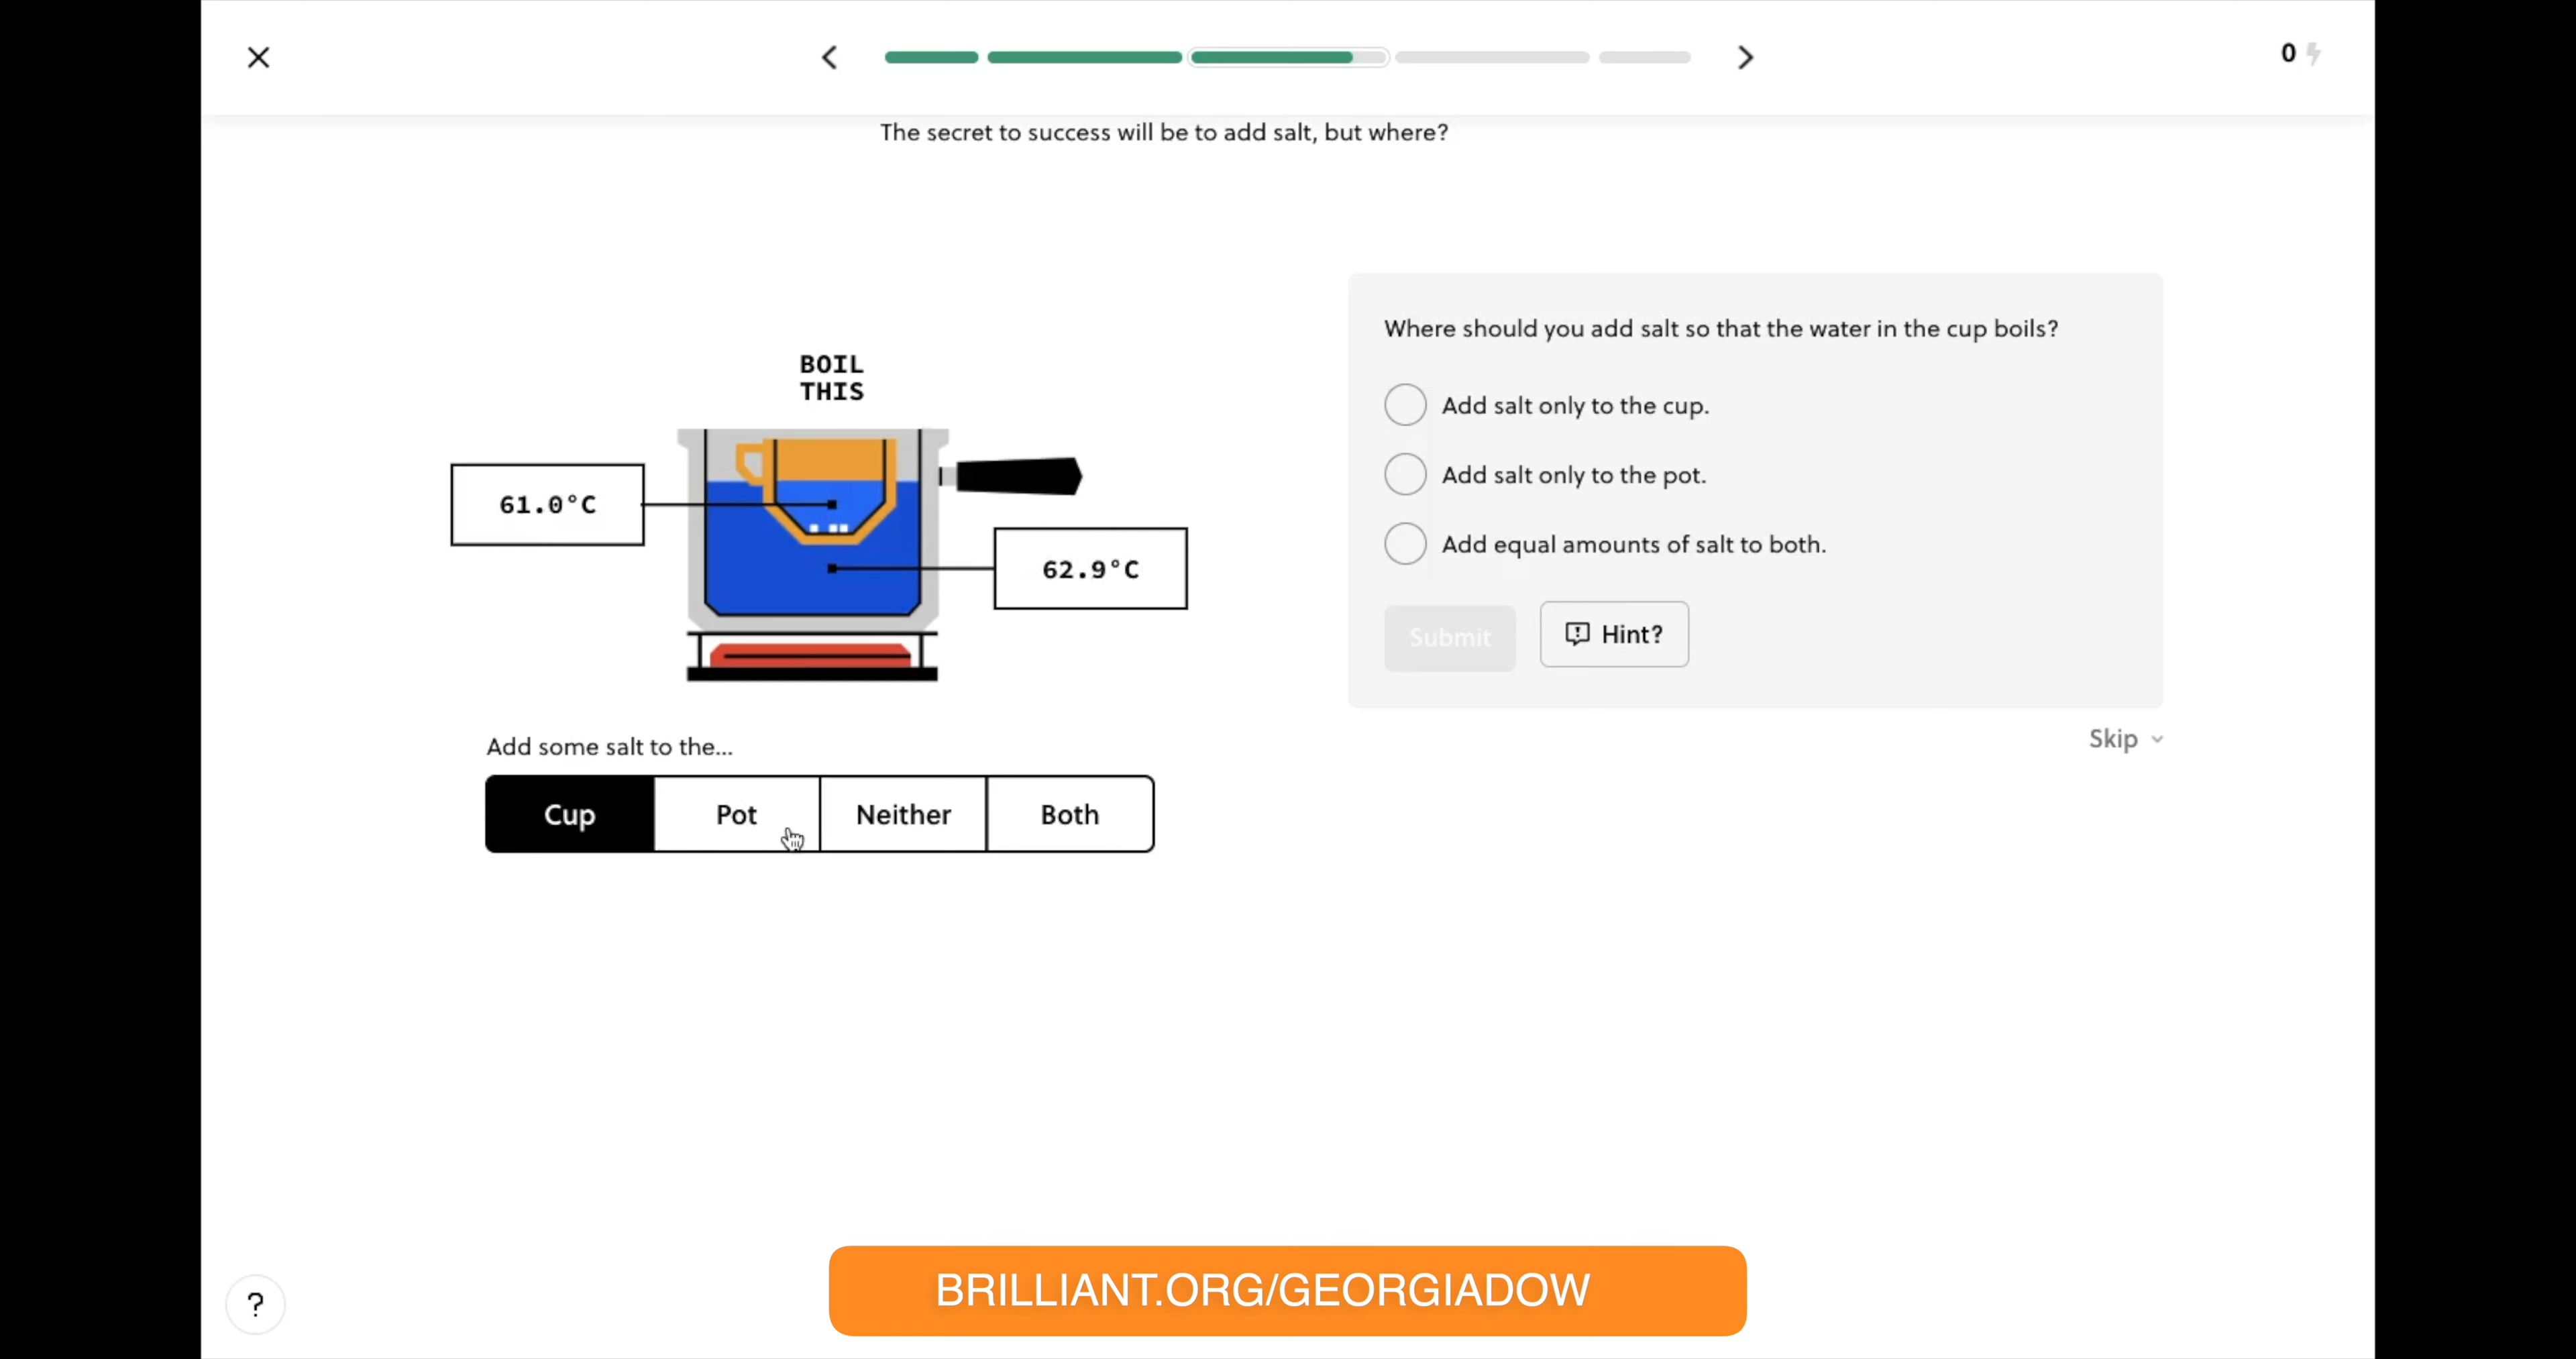 0
The secret to success will be to add salt, but where?
BOIL
THIS
61.0°C
62.9°C
Add some salt to the...
Cup
Pot
Neither
Both
Where should you add salt so that the water in the cup boils?
Add salt only to the cup.
Add salt only to the pot.
Add equal amounts of salt to both.
Submit
Hint?
Skip
?
BRILLIANT.ORG/GEORGIADOW